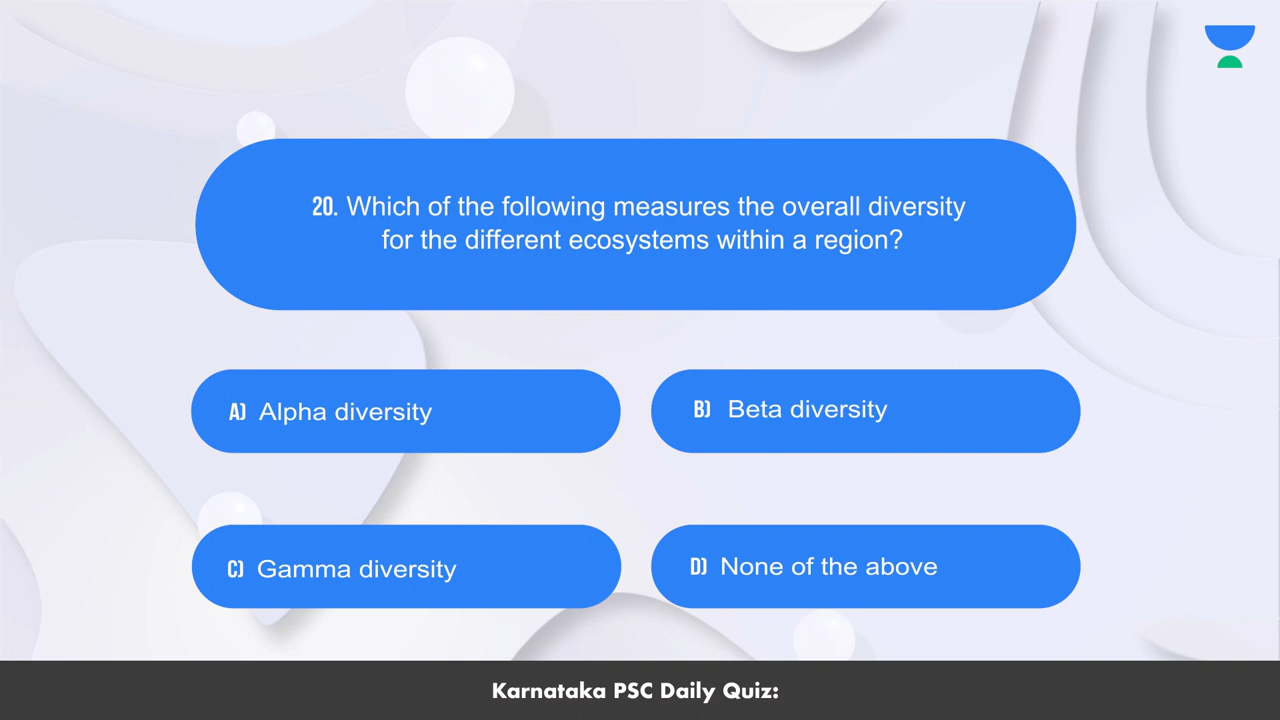 20. Which of the following measures the overall diversity
for the different ecosystems within a region?
A) Alpha diversity
B) Beta diversity
C) Gamma diversity
D) None of the above
Karnataka PSC Daily Quiz: